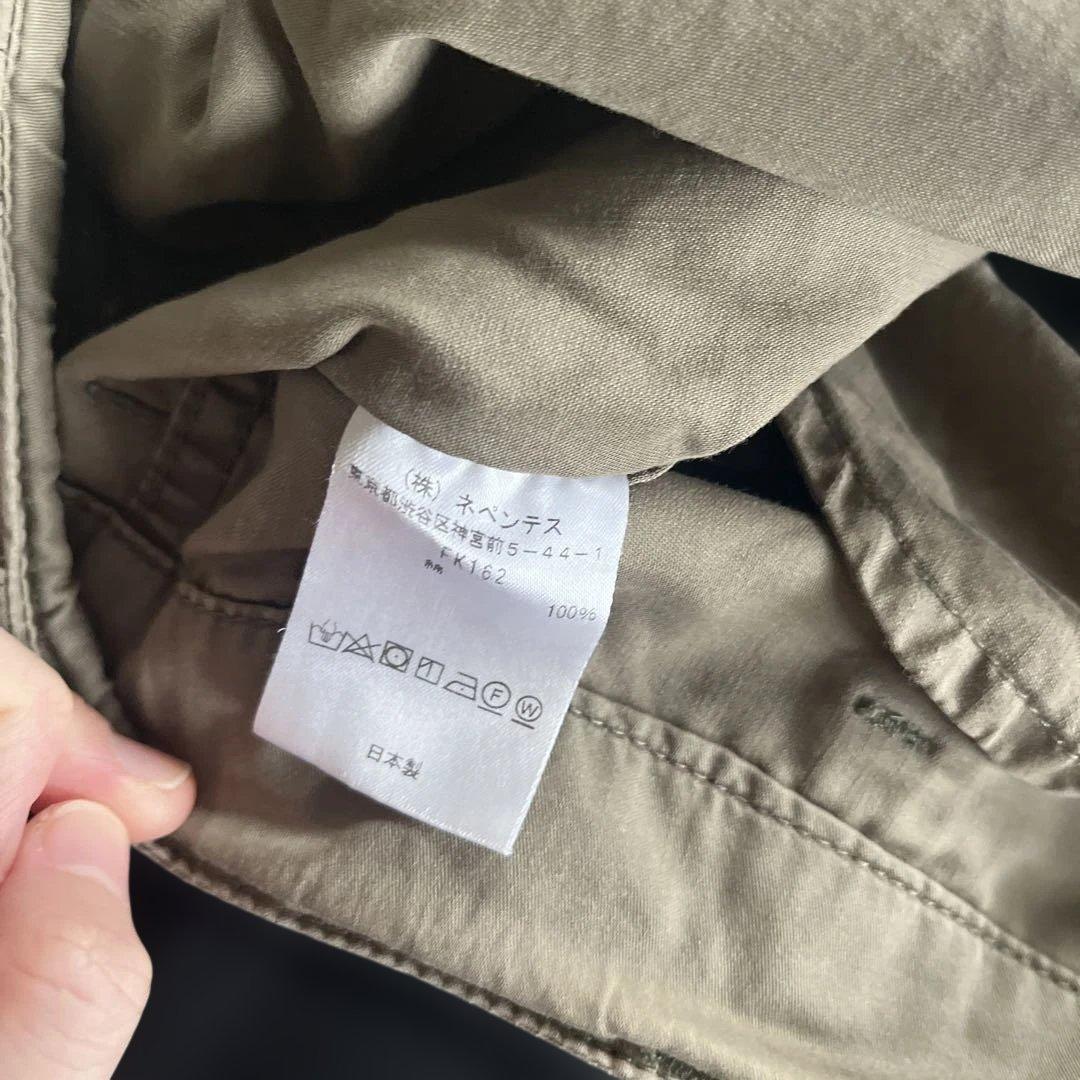 (株) ネペンテス
東京都渋谷区神宮前5-44-1
FK162
綿 100%
F W
日本製